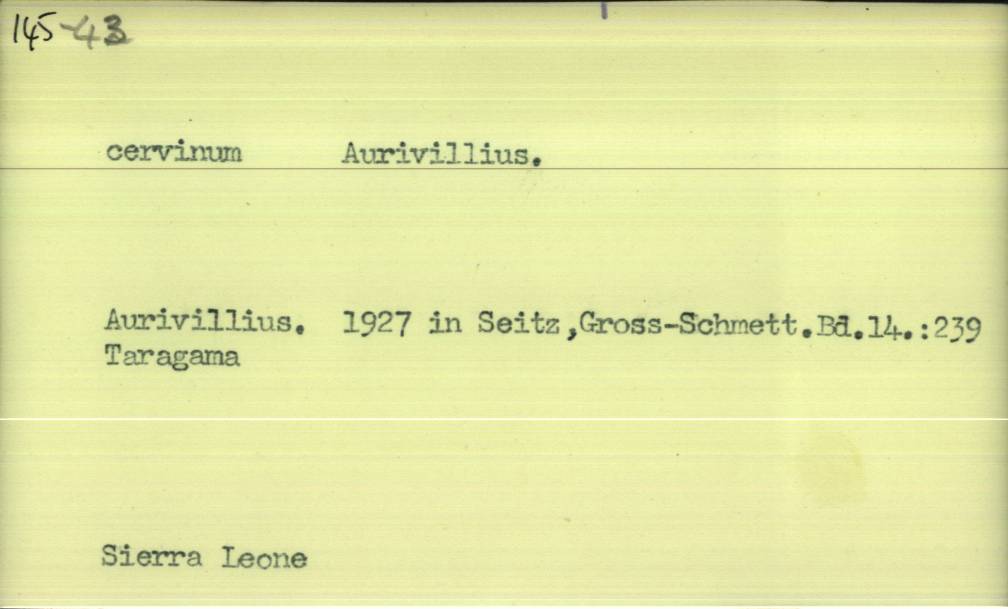 145-43
cervinum Aurivillius.
Aurivillius. 1927 in Seitz,Gross-Schmett.Bd.14.:239
Taragama
Sierra Leone